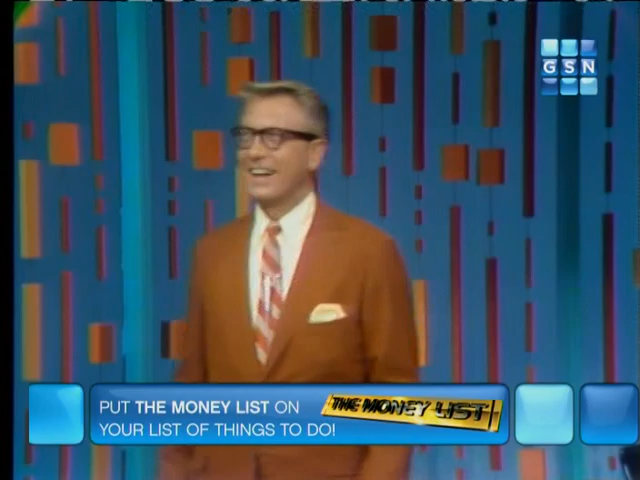 GSN
PUT THE MONEY LIST ON
YOUR LIST OF THINGS TO DO!
THE MONEY LIST